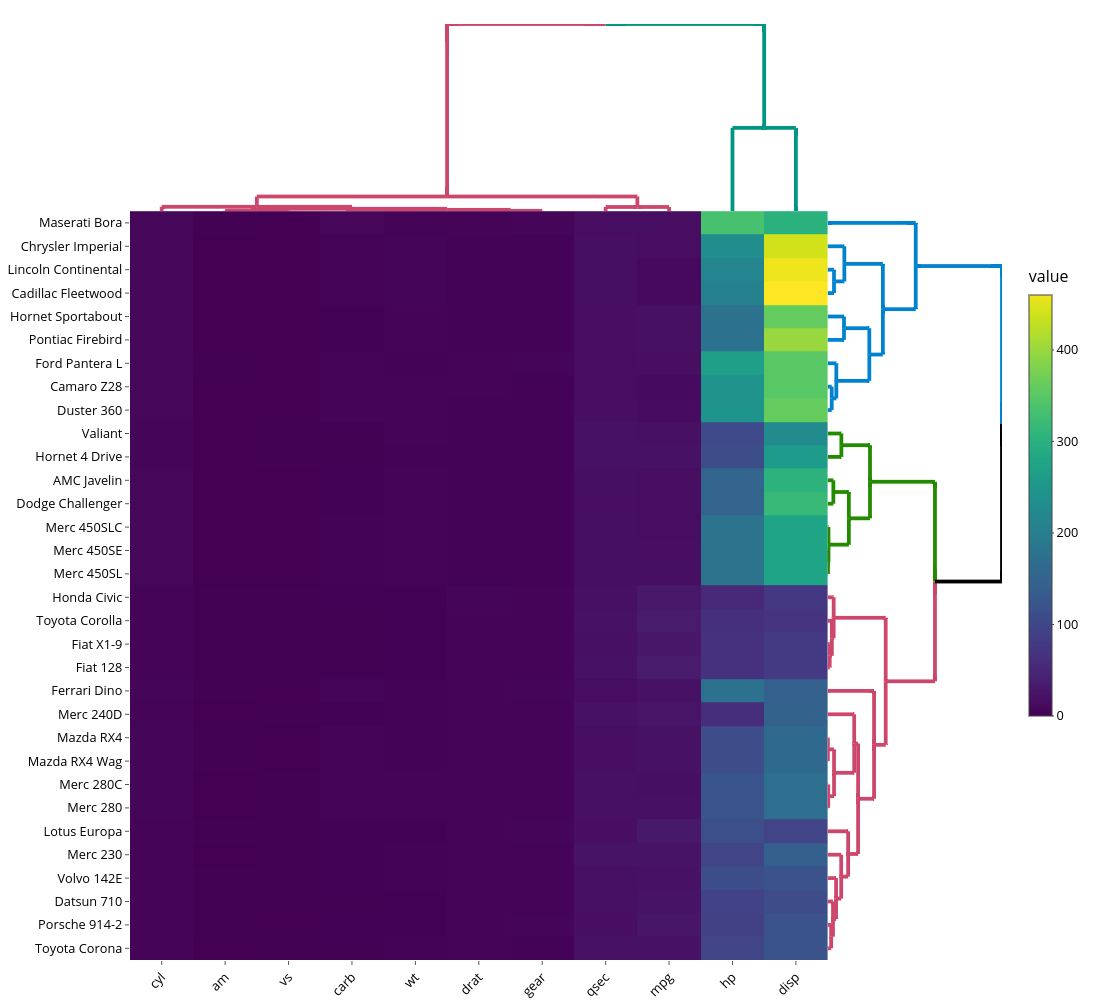 Maserati Bora
Chrysler Imperial
Lincoln Continental
Cadillac Fleetwood
Hornet Sportabout
Pontiac Firebird
Ford Pantera L
Camaro Z28
Duster 360
Valiant
Hornet 4 Drive
AMC Javelin
Dodge Challenger
Merc 450SLC
Merc 450SE
Merc 450SL
Honda Civic
Toyota Corolla
Fiat X1-9
Fiat 128
Ferrari Dino
Merc 240D
Mazda RX4
Mazda RX4 Wag
Merc 280C
Merc 280
Lotus Europa
Merc 230
Volvo 142E
Datsun 710
Porsche 914-2
Toyota Corona
cyl
am
vs
carb
wt
drat
gear
qsec
mpg
hp
disp
value
400
300
200
100
0